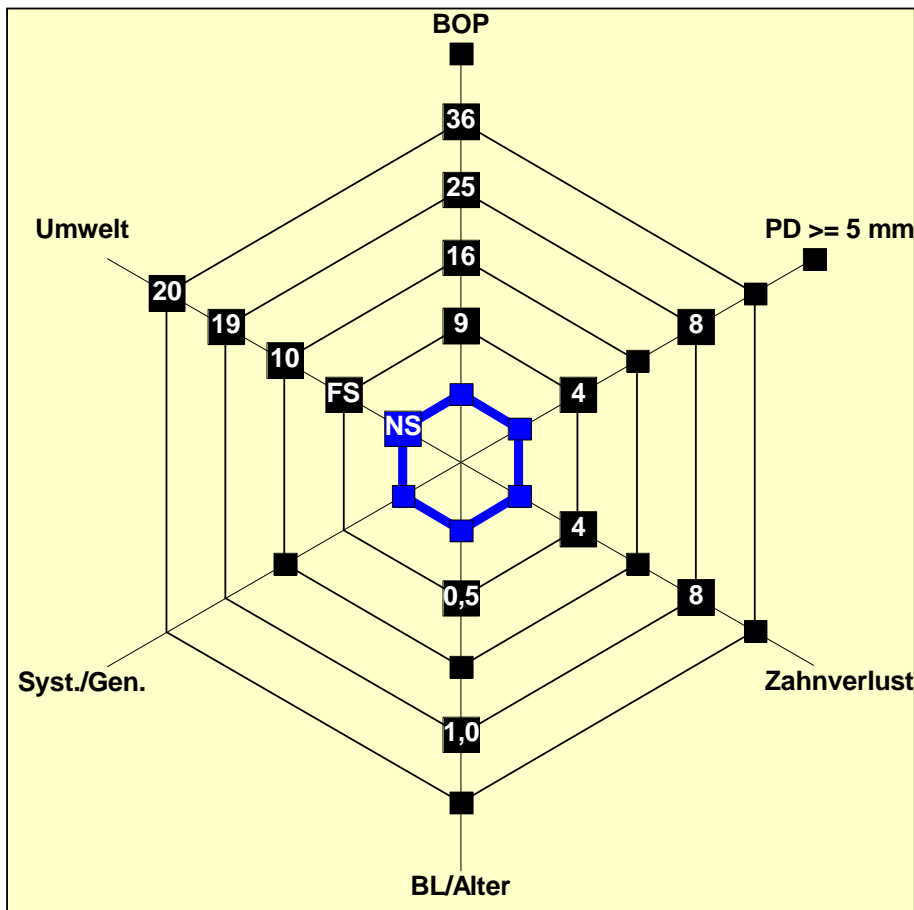 BOP
36
25
Umwelt
PD >= 5 mm
16
20
19
9
8
10
FS
4
NS
4
0,5
8
Syst./Gen.
Zahnverlust
1,0
BL/Alter